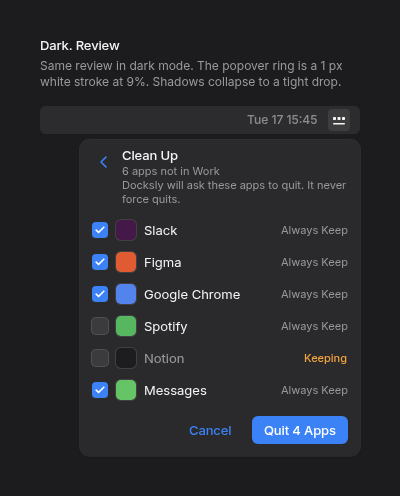 Dark. Review
Same review in dark mode. The popover ring is a 1 px
white stroke at 9%. Shadows collapse to a tight drop.
Tue 17 15:45
Clean Up
6 apps not in Work
Docksly will ask these apps to quit. It never
force quits.
Slack Always Keep
Figma Always Keep
Google Chrome Always Keep
Spotify Always Keep
Notion Keeping
Messages Always Keep
Cancel Quit 4 Apps